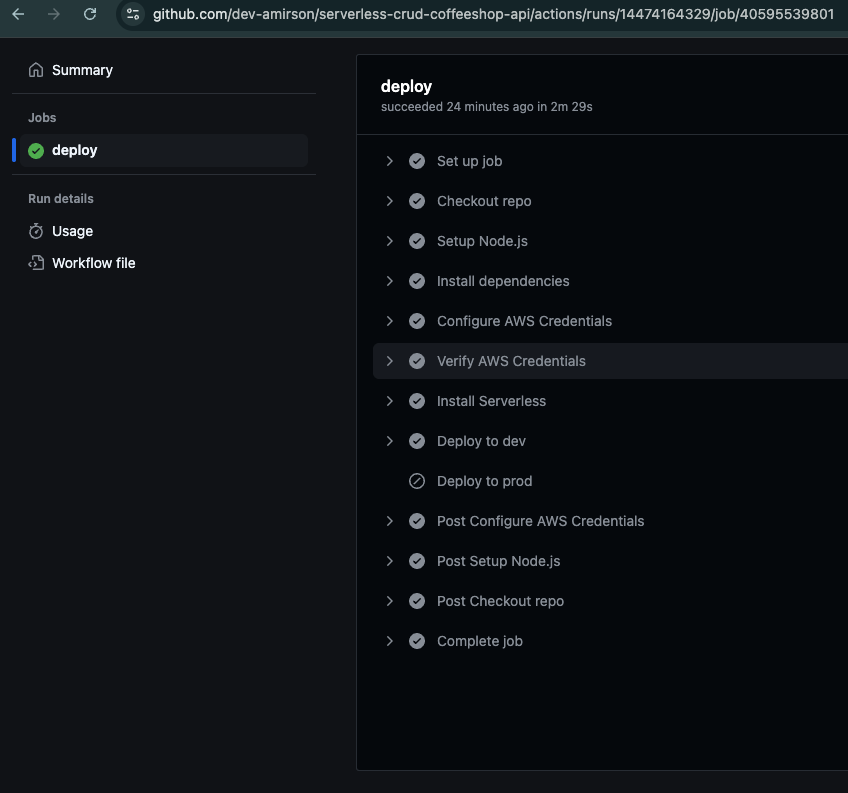 github.com/dev-amirson/serverless-crud-coffeeshop-api/actions/runs/14474164329/job/40595539801
Summary
Jobs
deploy
Run details
Usage
Workflow file
deploy
succeeded 24 minutes ago in 2m 29s
Set up job
Checkout repo
Setup Node.js
Install dependencies
Configure AWS Credentials
Verify AWS Credentials
Install Serverless
Deploy to dev
Deploy to prod
Post Configure AWS Credentials
Post Setup Node.js
Post Checkout repo
Complete job